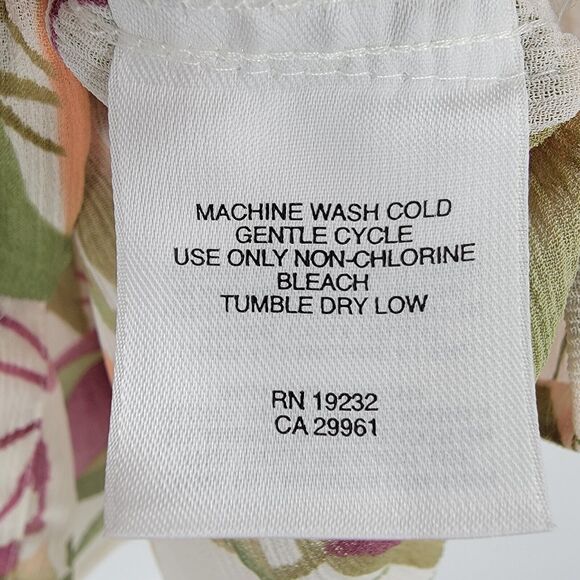 MACHINE WASH COLD
GENTLE CYCLE
USE ONLY NON-CHLORINE
BLEACH
TUMBLE DRY LOW
RN 19232
CA 29961